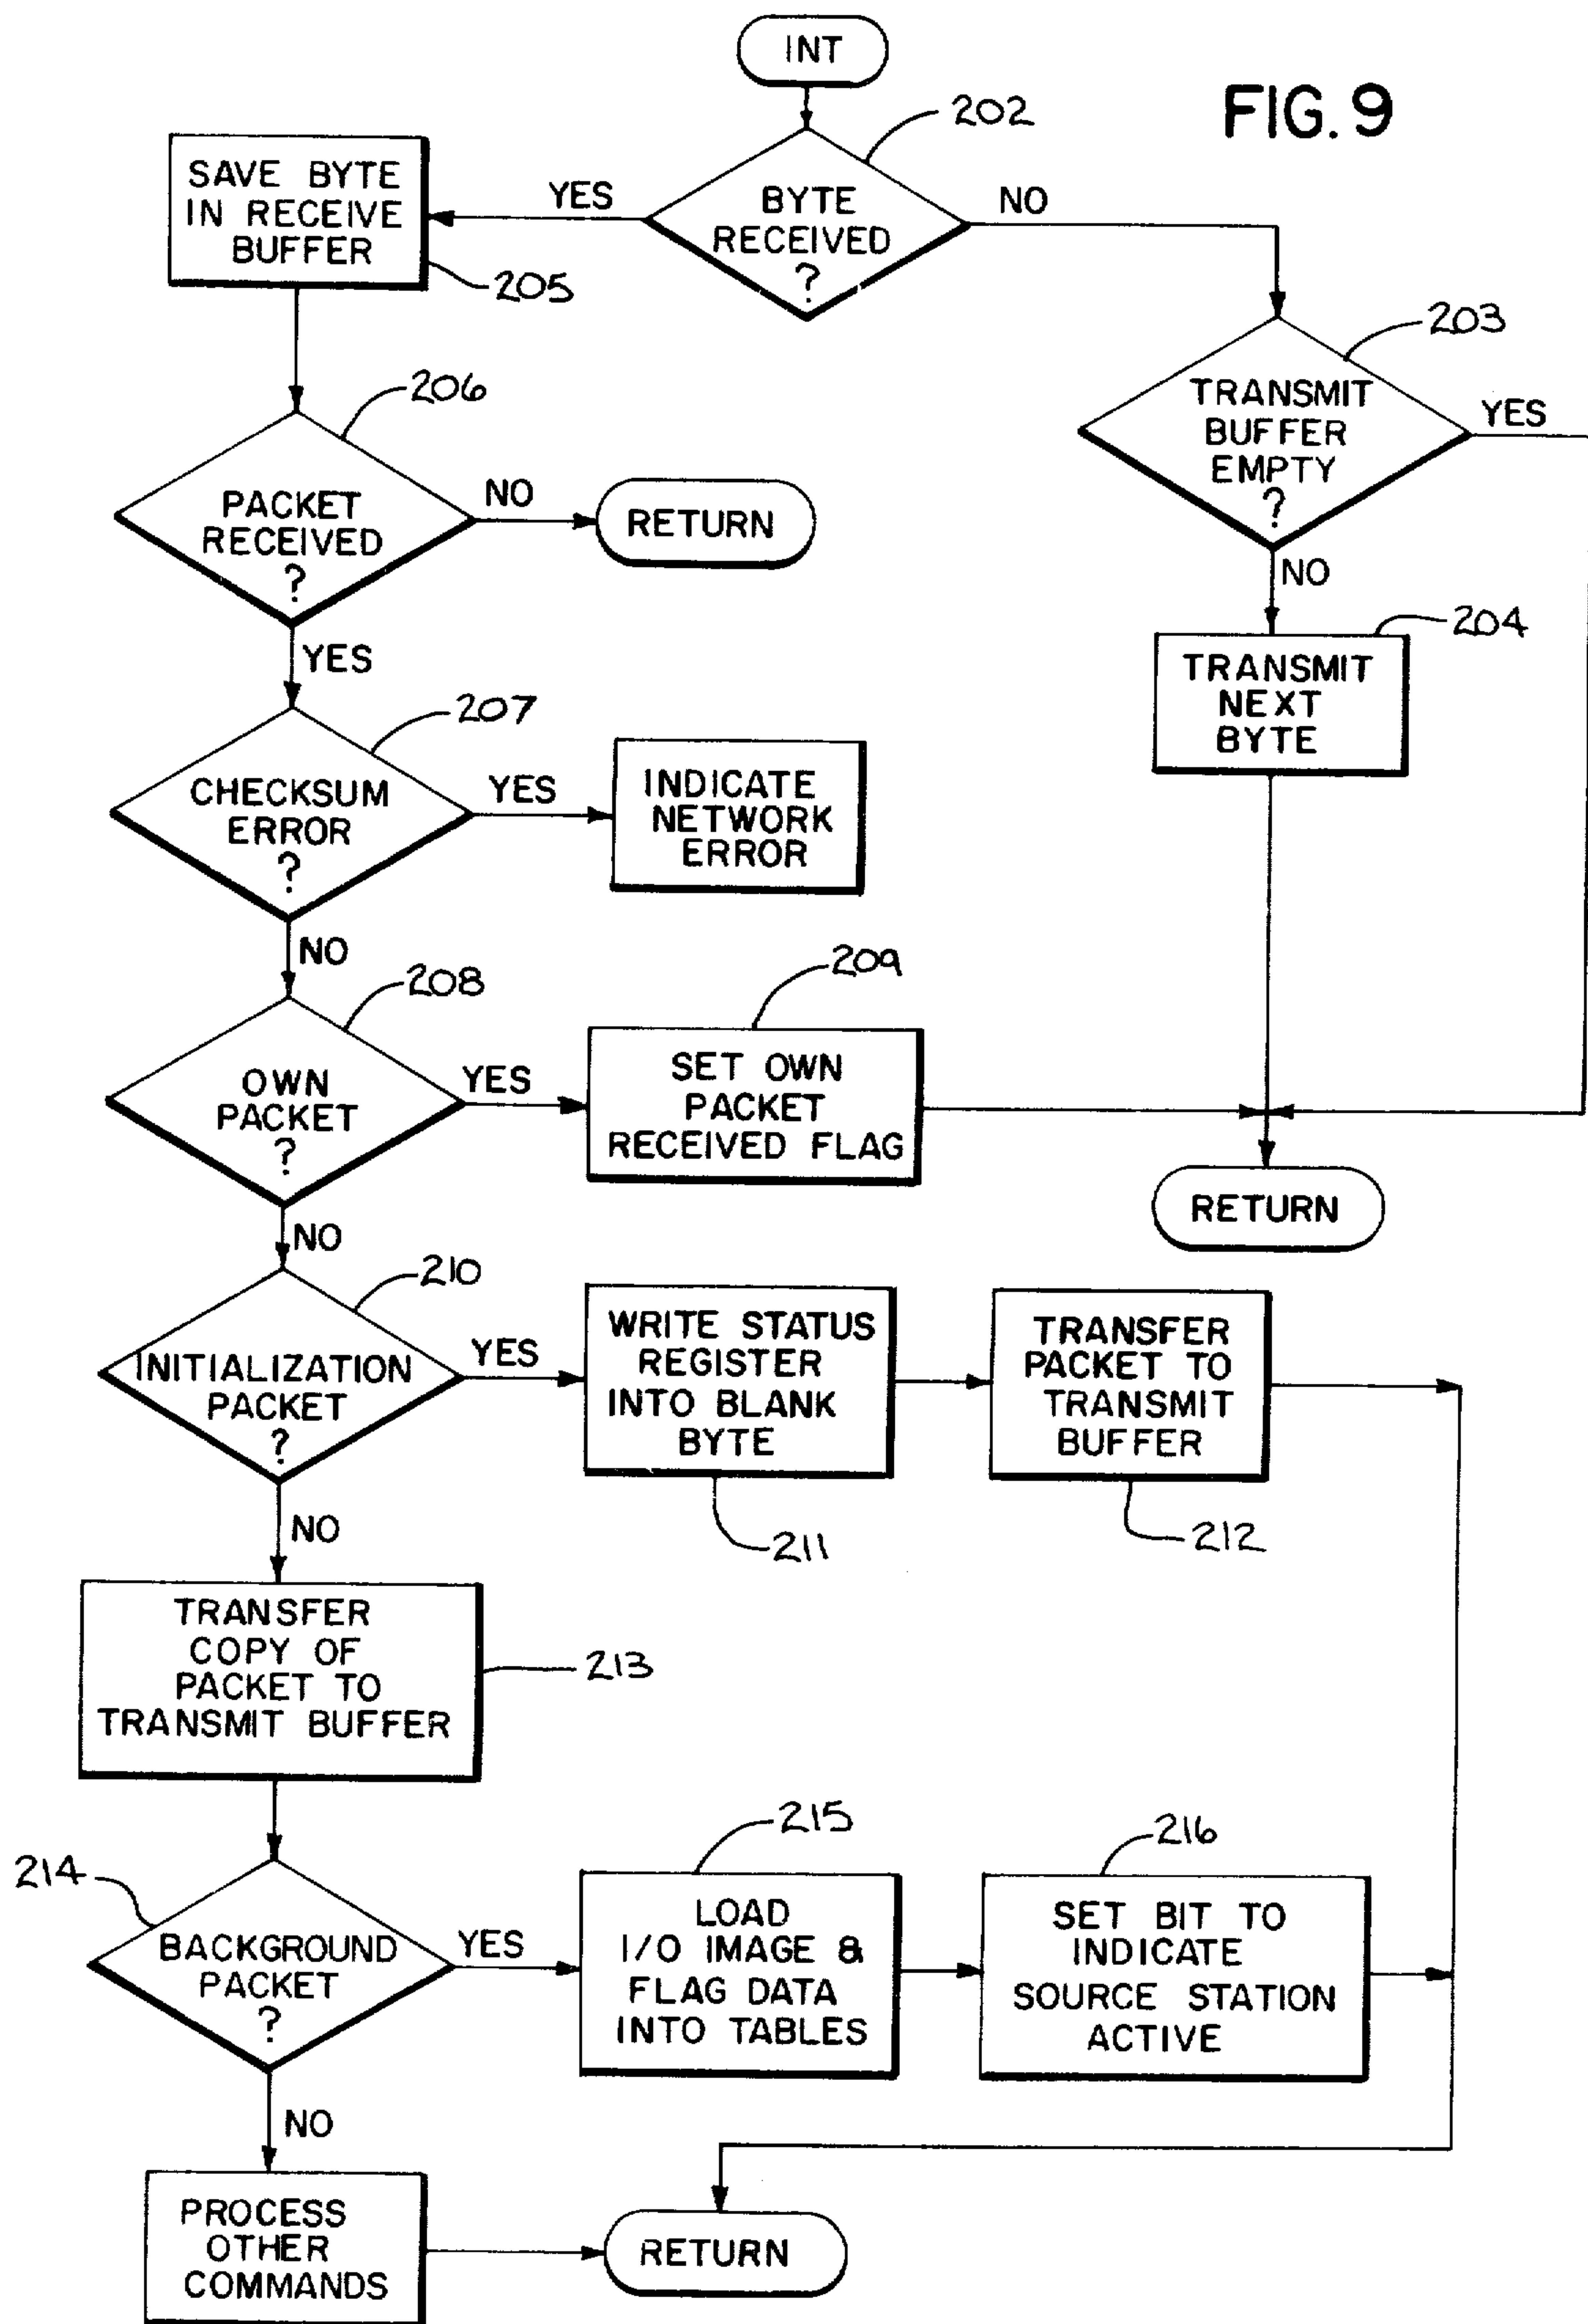 INT
FIG. 9
202
SAVE BYTE
IN RECEIVE
BUFFER
YES
BYTE
RECEIVED
?
NO
205
203
TRANSMIT
BUFFER
EMPTY
?
YES
206
PACKET
RECEIVED
?
NO
RETURN
NO
204
TRANSMIT
NEXT
BYTE
YES
207
CHECKSUM
ERROR
?
YES
INDICATE
NETWORK
ERROR
NO
208
209
OWN
PACKET
?
YES
SET OWN
PACKET
RECEIVED FLAG
RETURN
NO
210
INITIALIZATION
PACKET
?
YES
WRITE STATUS
REGISTER
INTO BLANK
BYTE
TRANSFER
PACKET TO
TRANSMIT
BUFFER
211
212
NO
TRANSFER
COPY OF
PACKET TO
TRANSMIT BUFFER
213
214
215
216
BACKGROUND
PACKET
?
YES
LOAD
I/O IMAGE &
FLAG DATA
INTO TABLES
SET BIT TO
INDICATE
SOURCE STATION
ACTIVE
NO
PROCESS
OTHER
COMMANDS
RETURN